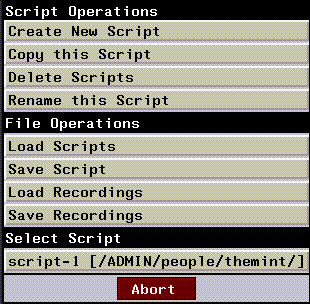 Script Operations
Create New Script
Copy this Script
Delete Scripts
Rename this Script
File Operations
Load Scripts
Save Script
Load Recordings
Save Recordings
Select Script
script-1 [/ADMIN/people/themint/]
Abort